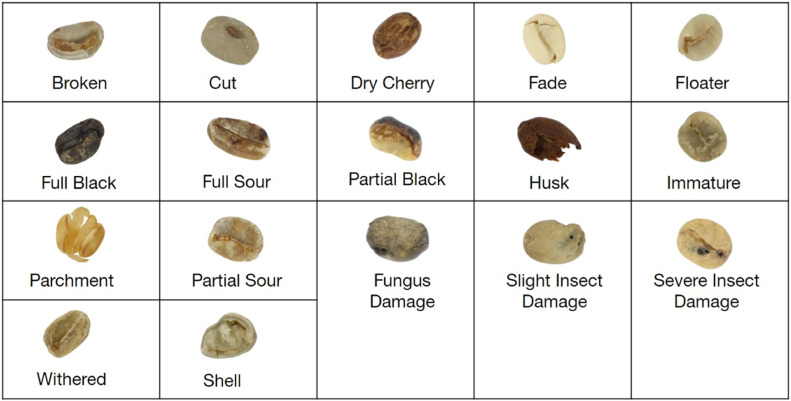 Broken
Cut
Dry Cherry
Fade
Floater
Full Black
Full Sour
Partial Black
Husk
Immature
Parchment
Partial Sour
Fungus
Damage
Slight Insect
Damage
Severe Insect
Damage
Withered
Shell